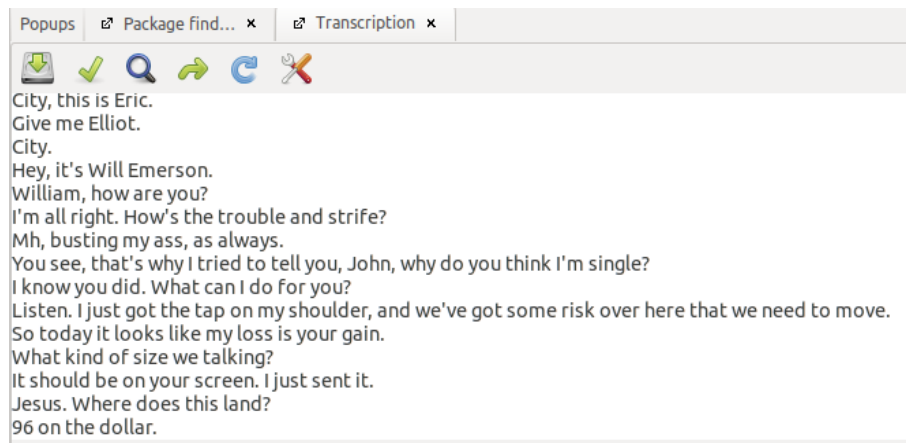 Popups Package find... × Transcription ×
City, this is Eric.
Give me Elliot.
City.
Hey, it's Will Emerson.
William, how are you?
I'm all right. How's the trouble and strife?
Mh, busting my ass, as always.
You see, that's why I tried to tell you, John, why do you think I'm single?
I know you did. What can I do for you?
Listen. I just got the tap on my shoulder, and we've got some risk over here that we need to move.
So today it looks like my loss is your gain.
What kind of size we talking?
It should be on your screen. I just sent it.
Jesus. Where does this land?
96 on the dollar.